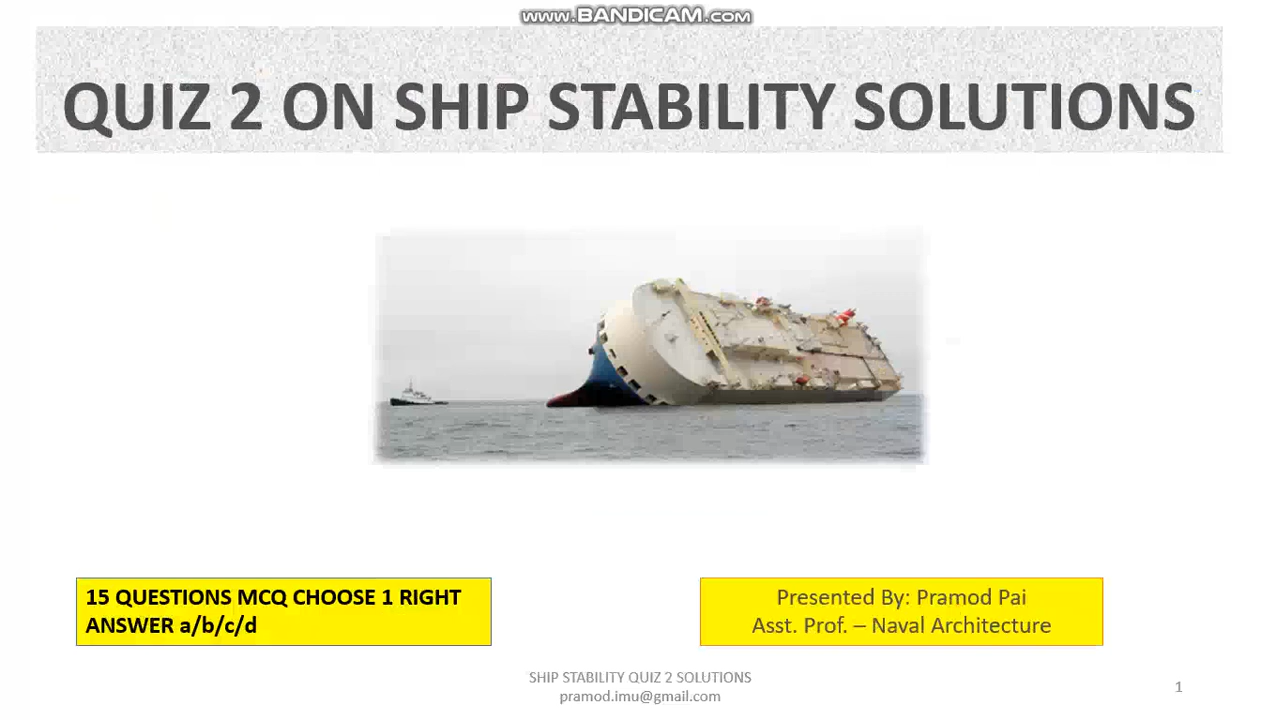 www.BANDICAM.com
QUIZ 2 ON SHIP STABILITY SOLUTIONS
15 QUESTIONS MCQ CHOOSE 1 RIGHT
ANSWER a/b/c/d
Presented By: Pramod Pai
Asst. Prof. – Naval Architecture
SHIP STABILITY QUIZ 2 SOLUTIONS
pramod.imu@gmail.com
1